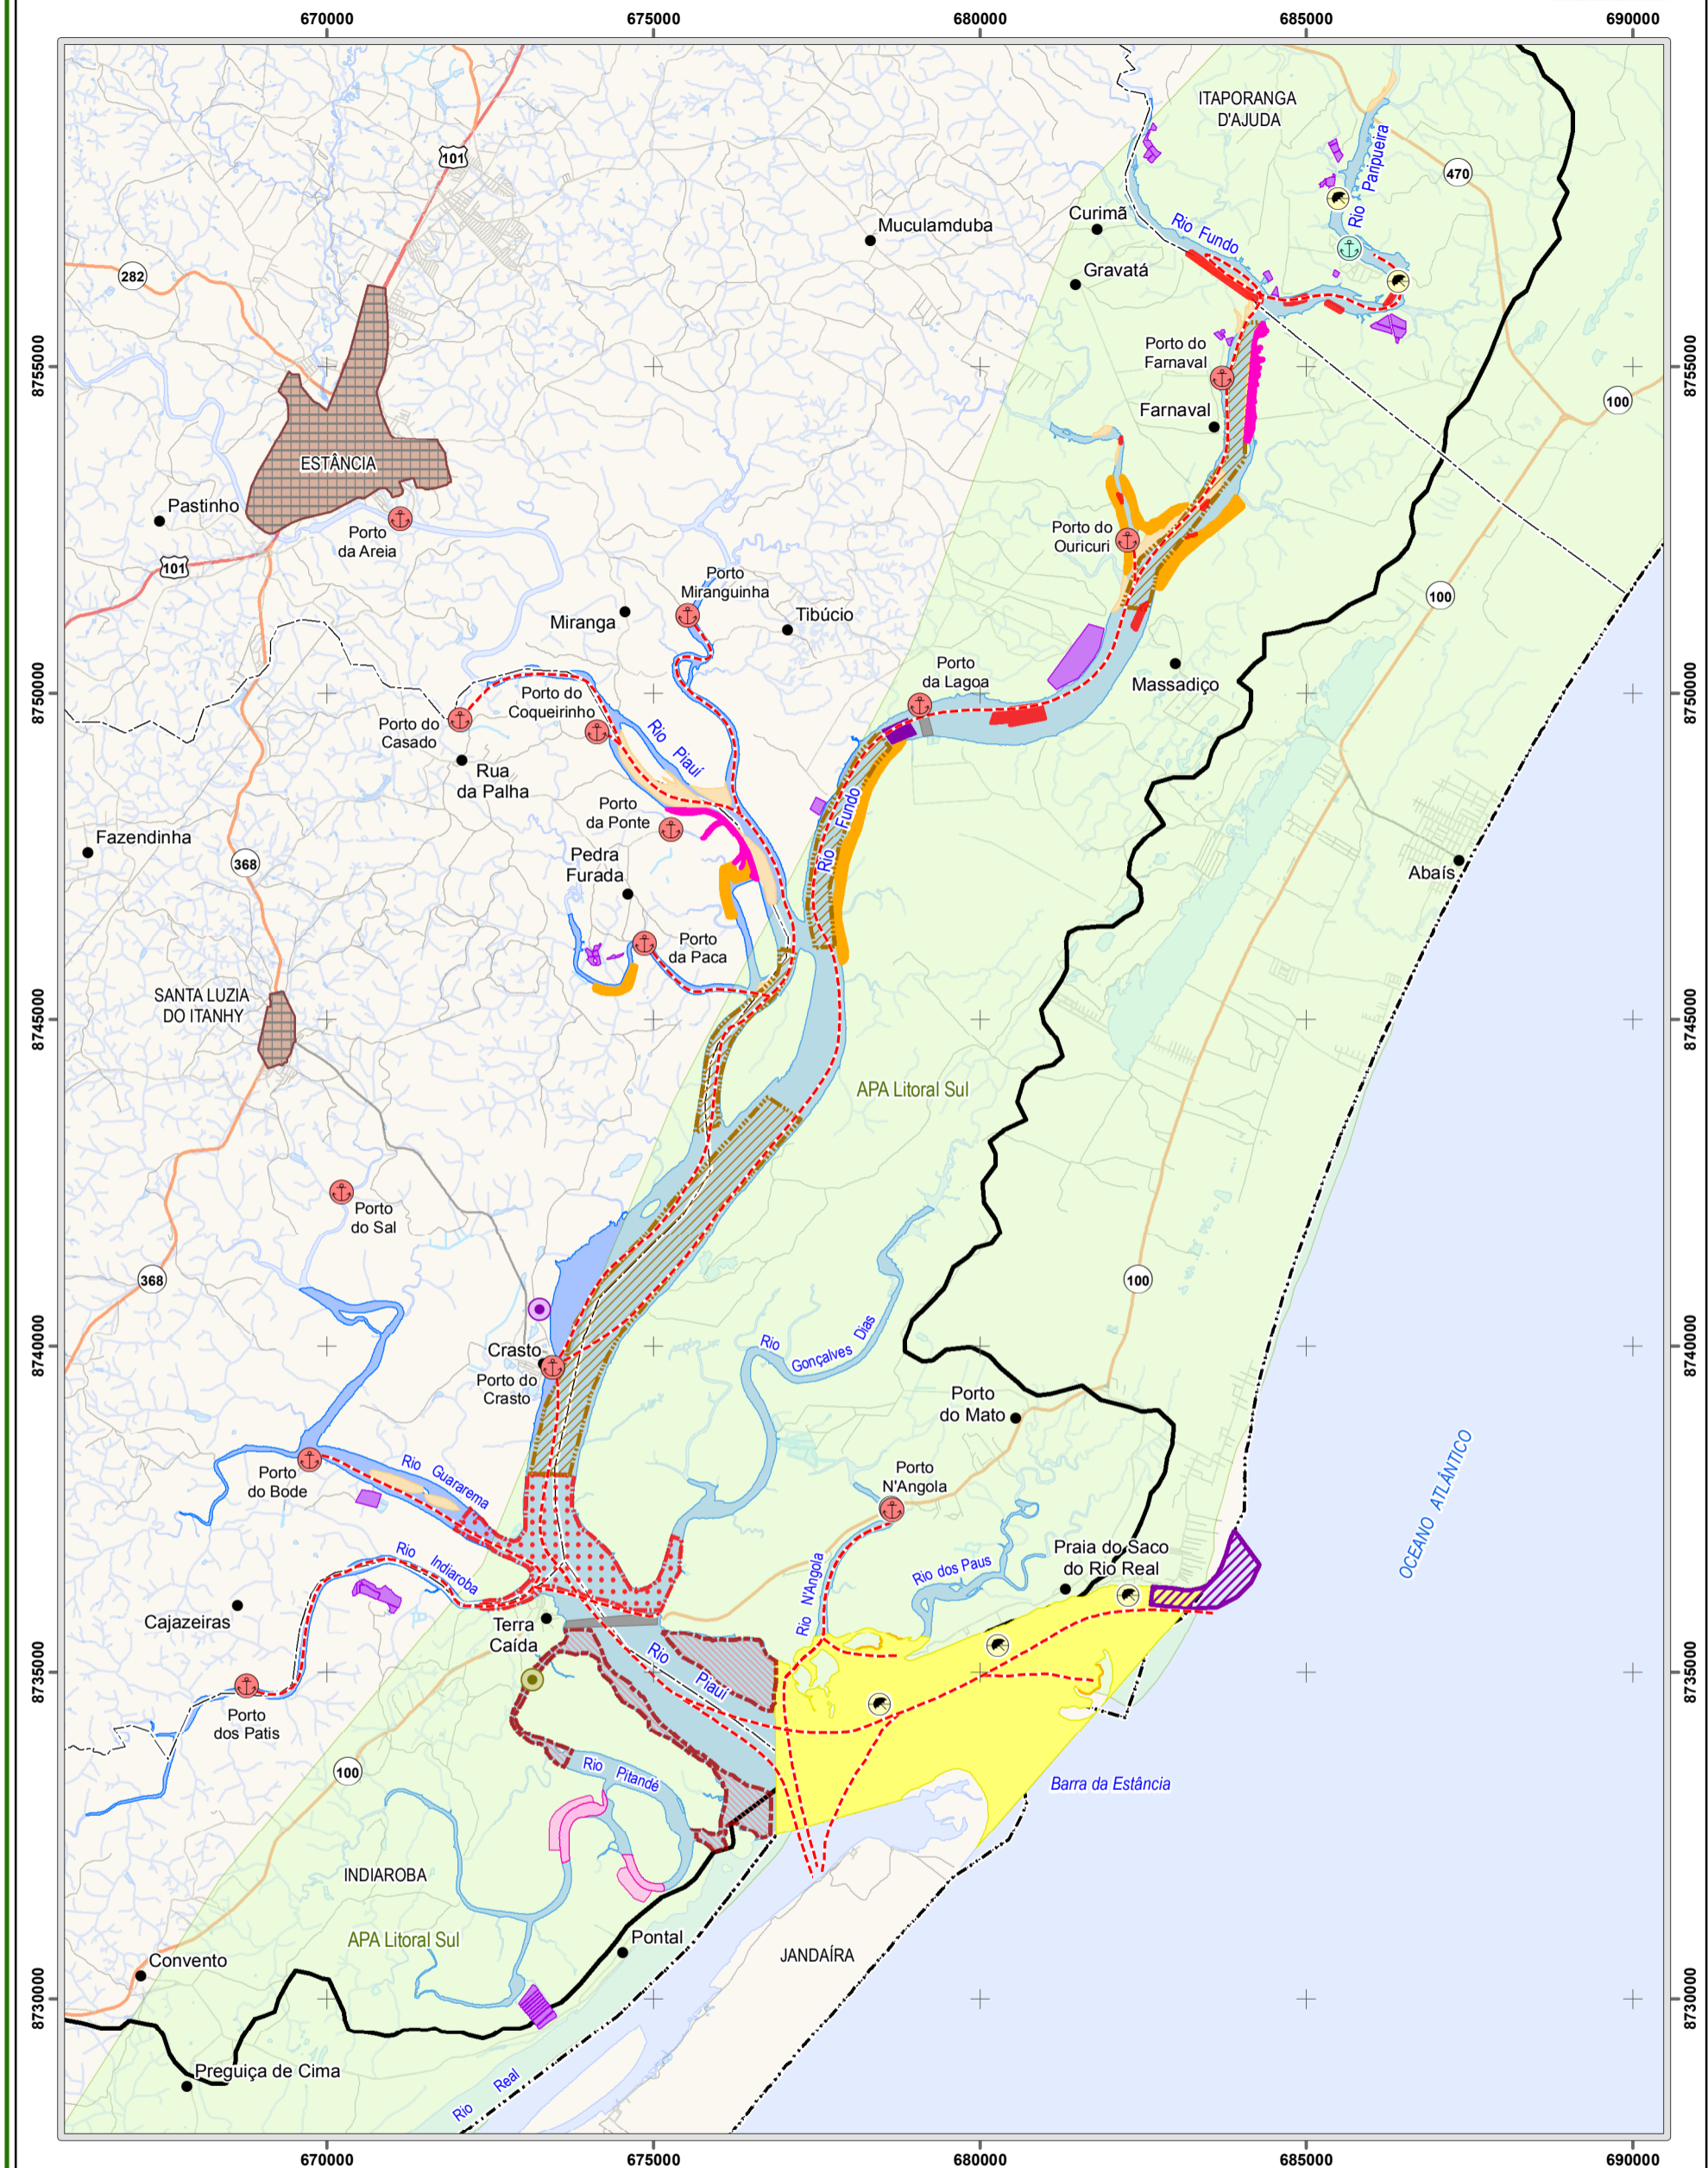 670000
675000
680000
685000
690000
ITAPORANGA
D'AJUDA
101
Rio Paripueira
470
Curimã
Muculamduba
Rio Fundo
282
Gravatá
8755000
Porto do
Farnaval
8755000
100
Farnaval
ESTÂNCIA
Pastinho
Porto
da Areia
Porto do
Ouricuri
101
Porto
Miranguinha
100
Miranga
Tibúcio
Porto
da Lagoa
8750000
Massadiço
8750000
Porto do
Coqueirinho
Porto do
Casado
Rio Piauí
Rua
da Palha
Porto
da Ponte
Rio Fundo
Fazendinha
368
Pedra
Furada
Abaís
Porto
da Paca
SANTA LUZIA
DO ITANHY
8745000
8745000
APA Litoral Sul
Porto
do Sal
368
100
8740000
Crasto
Porto do
Crasto
Rio Gonçalves Dias
8740000
Porto
do Mato
OCEANO ATLÂNTICO
Rio Guararema
Porto
do Bode
Porto
N'Angola
Rio Indiaroba
Praia do Saco
do Rio Real
Rio dos Paus
Rio N'Angola
Cajazeiras
Terra
Caída
8735000
Rio Piauí
8735000
Porto
dos Patis
100
Rio Pitandé
Barra da Estância
INDIAROBA
APA Litoral Sul
Pontal
JANDAÍRA
Convento
8730000
8730000
Preguiça de Cima
Rio Real
670000
675000
680000
685000
690000